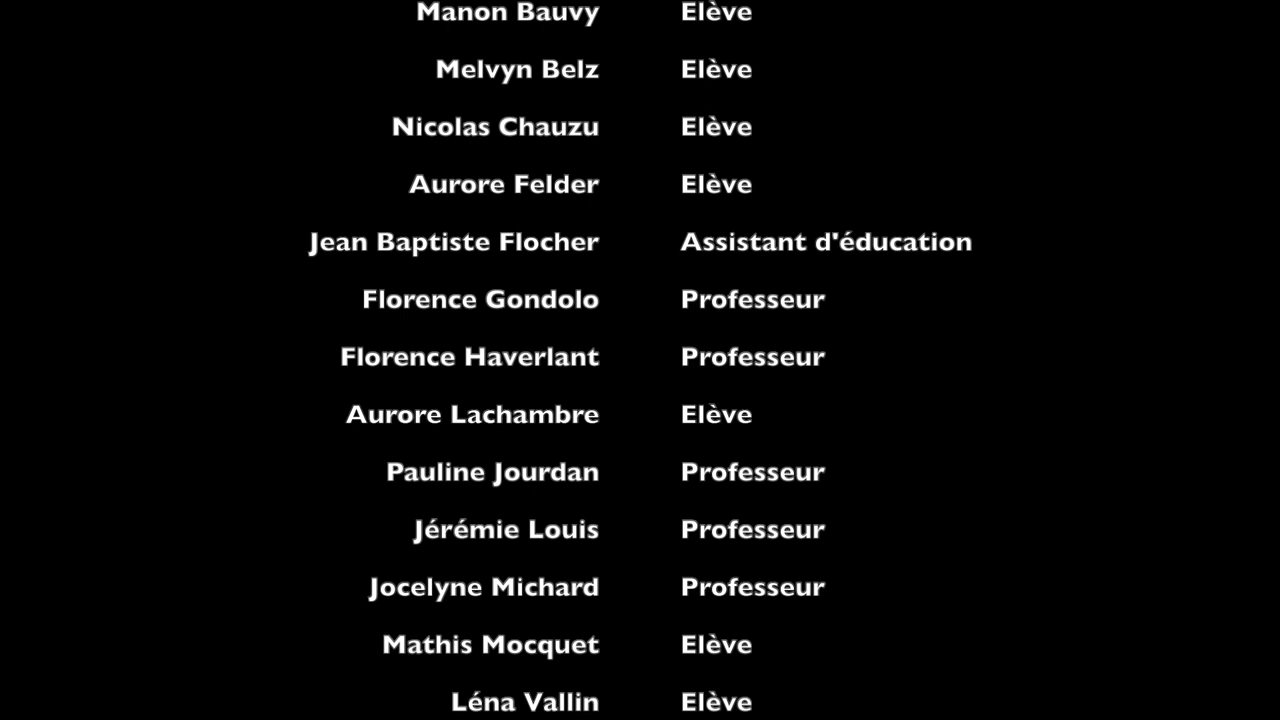 Manon Bauvy Elève
Melvyn Belz Elève
Nicolas Chauzu Elève
Aurore Felder Elève
Jean Baptiste Flocher Assistant d'éducation
Florence Gondolo Professeur
Florence Haverlant Professeur
Aurore Lachambre Elève
Pauline Jourdan Professeur
Jérémie Louis Professeur
Jocelyne Michard Professeur
Mathis Mocquet Elève
Léna Vallin Elève